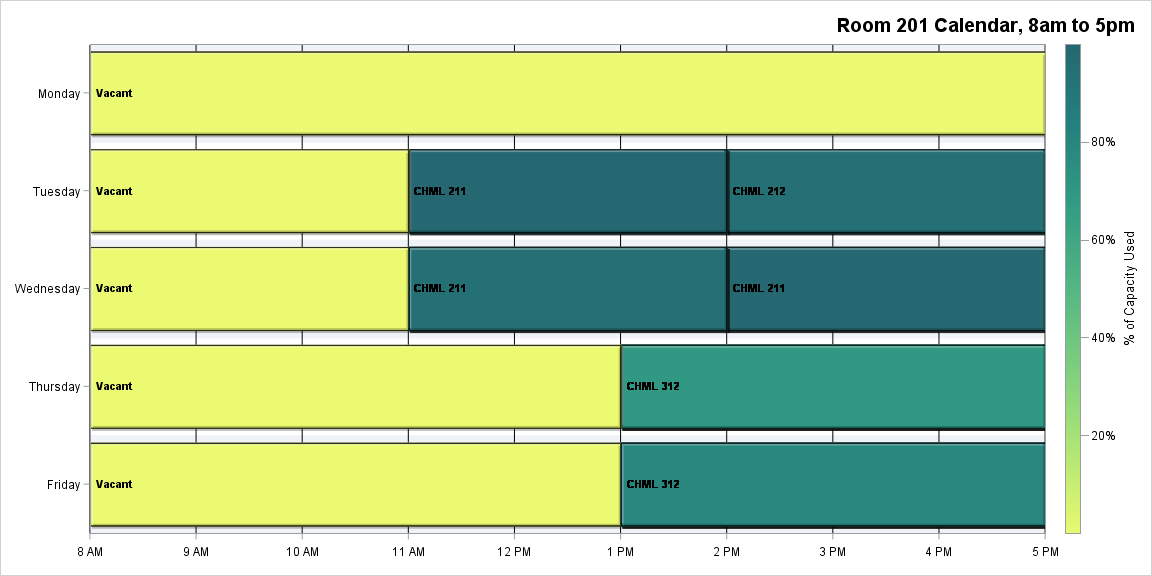 Room 201 Calendar, 8am to 5pm
Monday
Vacant
Tuesday
Vacant
CHML 211
CHML 212
Wednesday
Vacant
CHML 211
CHML 211
Thursday
Vacant
CHML 312
Friday
Vacant
CHML 312
8 AM
9 AM
10 AM
11 AM
12 PM
1 PM
2 PM
3 PM
4 PM
5 PM
80%
60%
40%
20%
% of Capacity Used